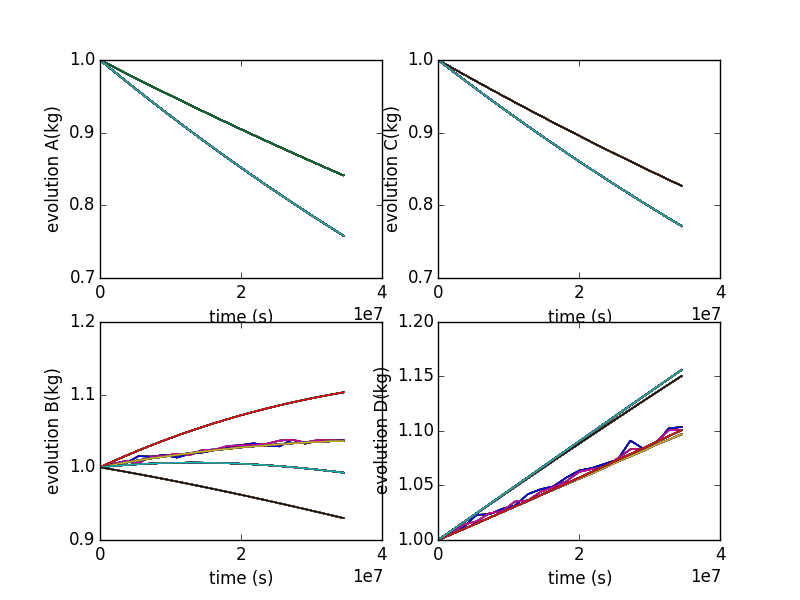 evolution A(kg)
1.0
0.9
0.8
0.7
0
2
4
1e7
time (s)
evolution C(kg)
1.0
0.9
0.8
0.7
0
2
4
1e7
time (s)
evolution B(kg)
1.2
1.1
1.0
0.9
0
2
4
1e7
time (s)
evolution D(kg)
1.20
1.15
1.10
1.05
1.00
0
2
4
1e7
time (s)